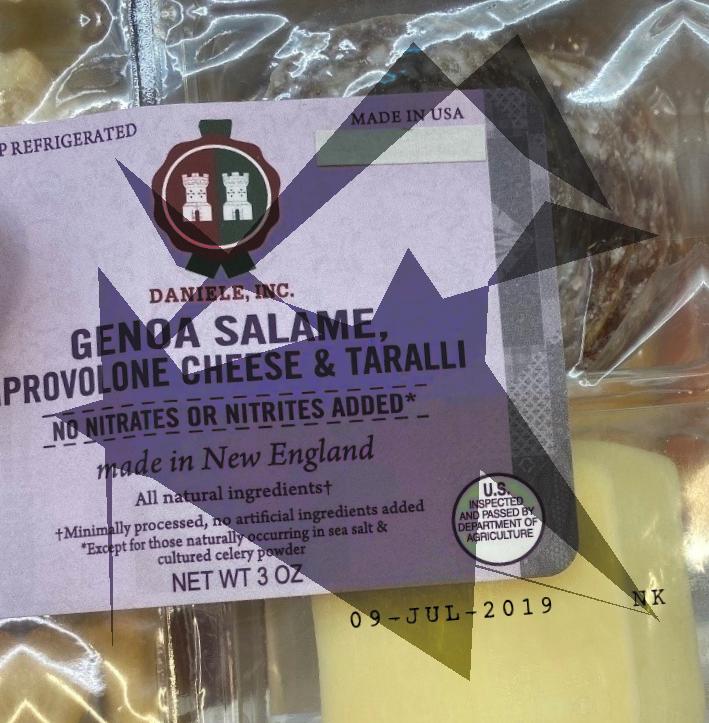 P REFRIGERATED
MADE IN USA
DANIELE, INC.
GENOA SALAME,
PROVOLONE CHEESE & TARALLI
NO NITRATES OR NITRITES ADDED*
made in New England
All natural ingredients†
†Minimally processed, no artificial ingredients added
*Except for those naturally occurring in sea salt &
cultured celery powder
NET WT 3 OZ
U.S.
INSPECTED
AND PASSED BY
DEPARTMENT OF
AGRICULTURE
09-JUL-2019 NK